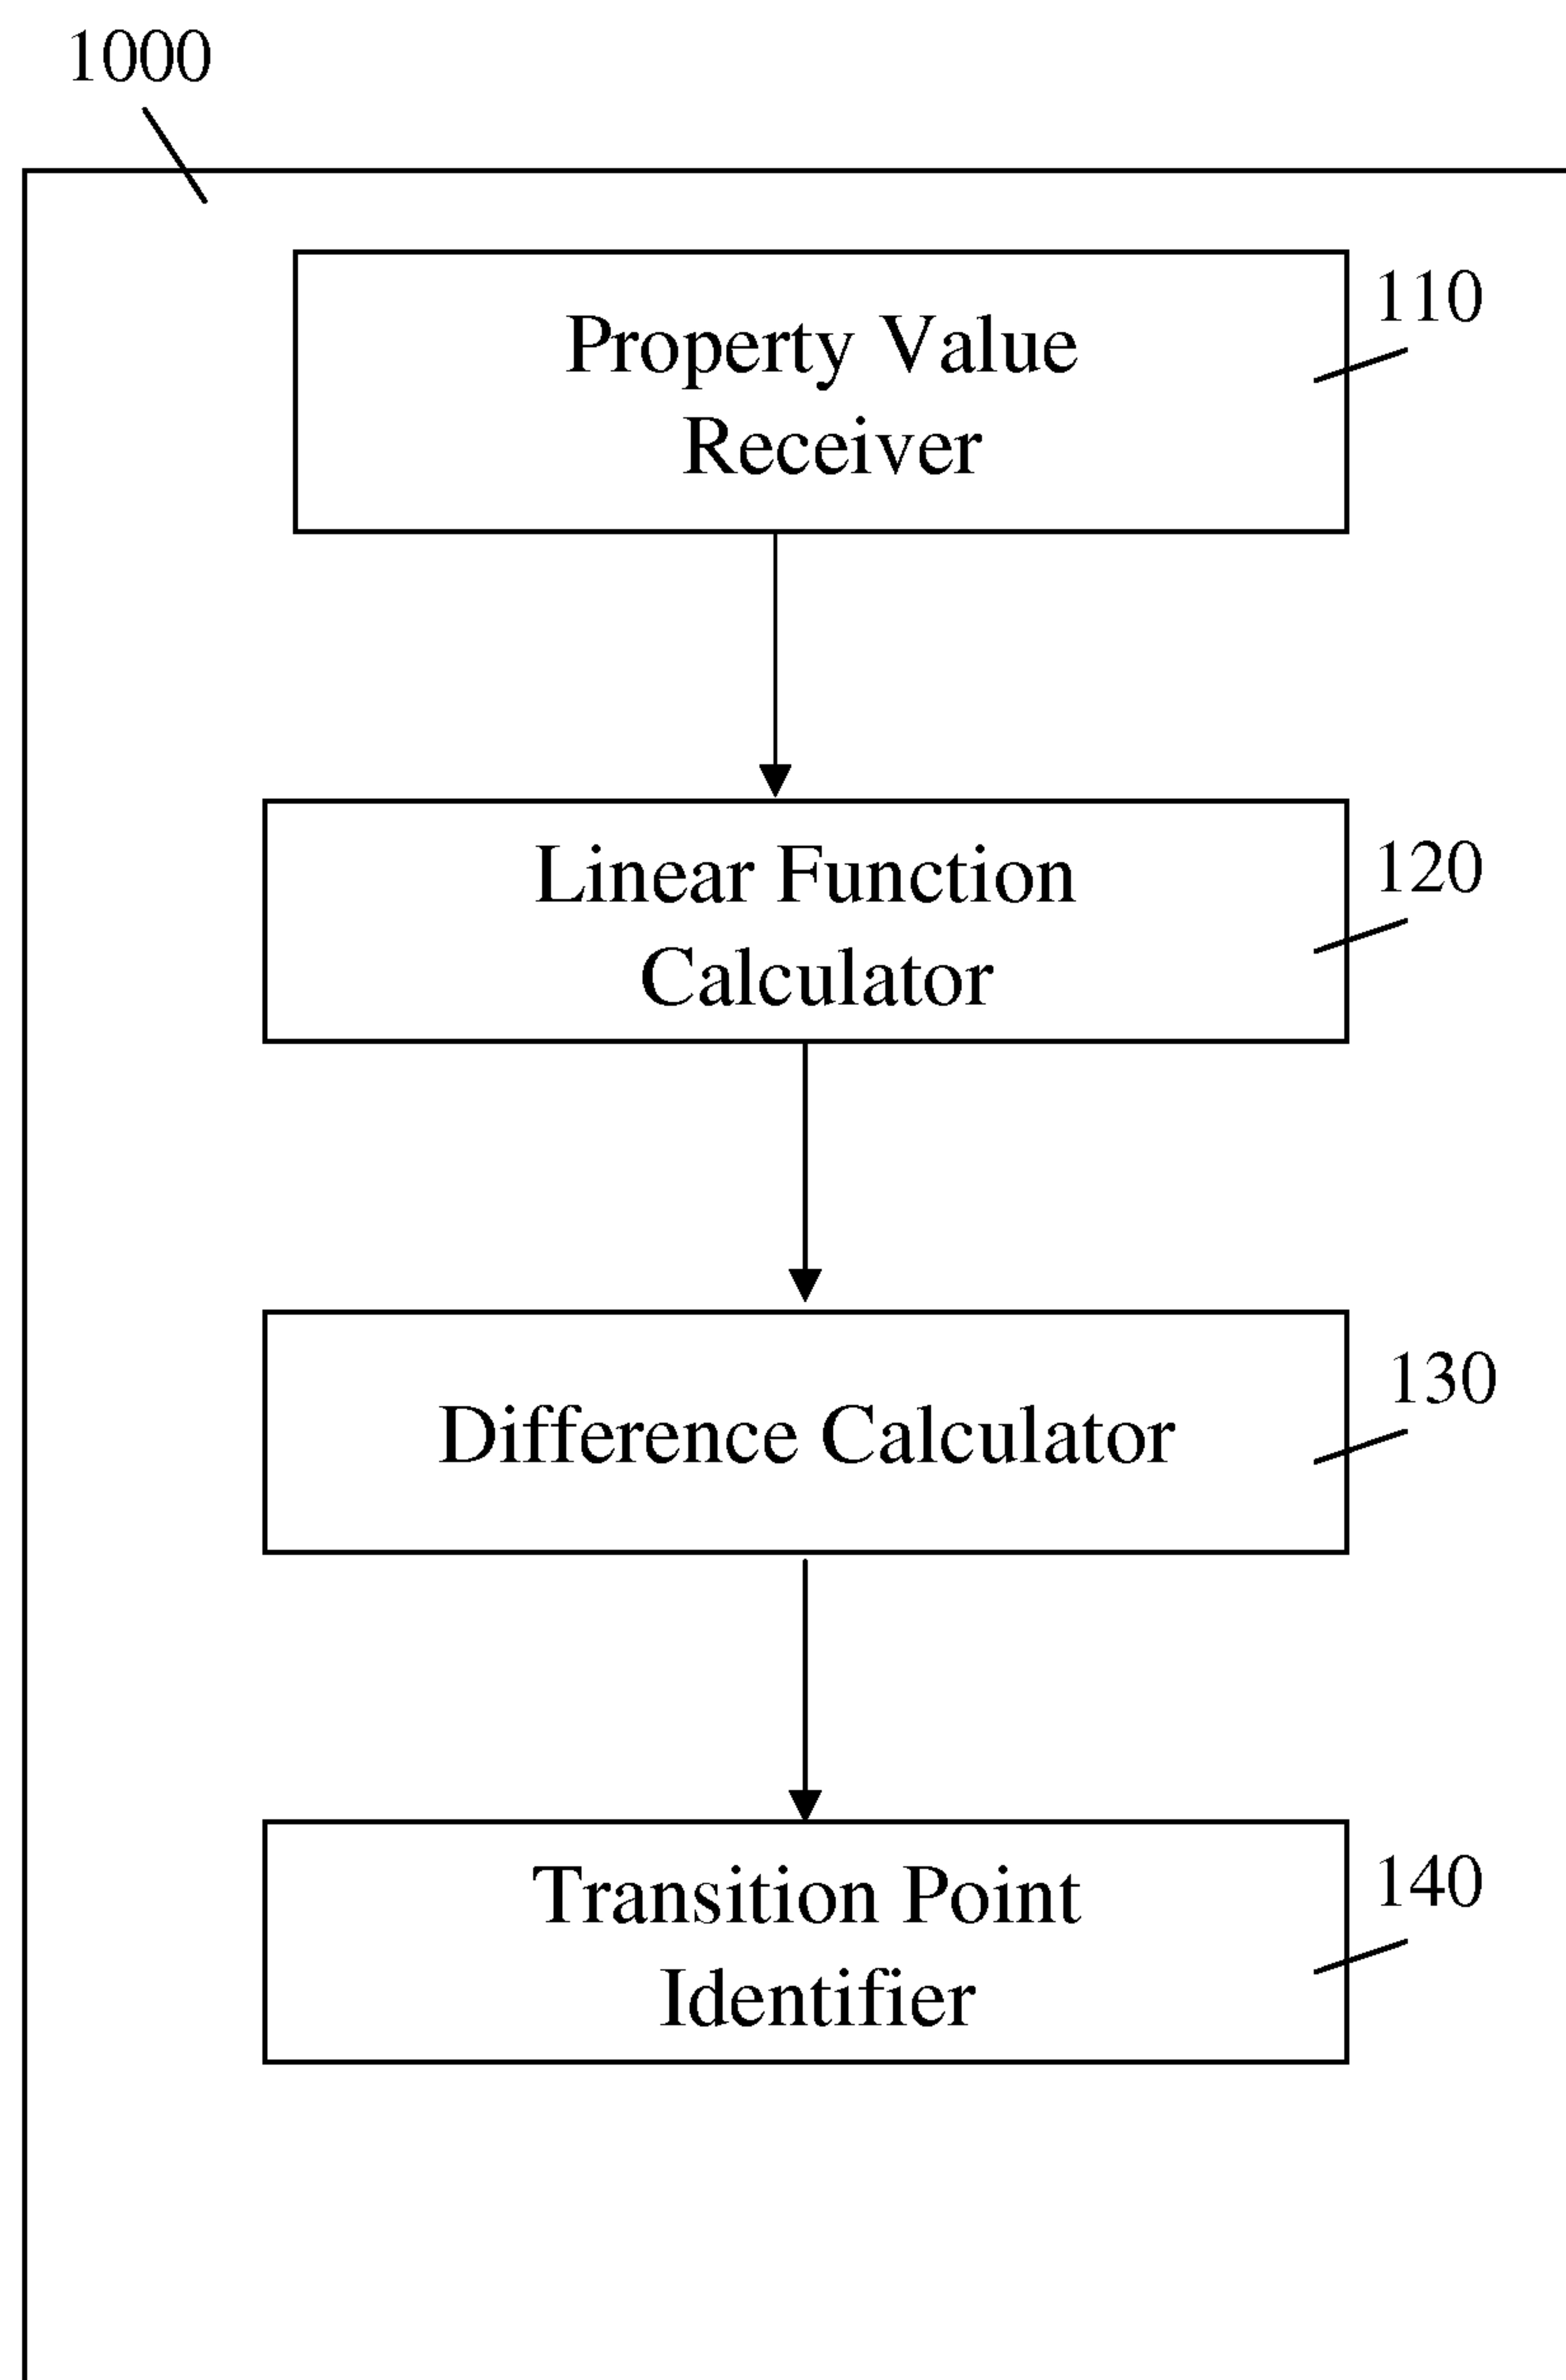 1000
110
Property Value
Receiver
120
Linear Function
Calculator
130
Difference Calculator
140
Transition Point
Identifier